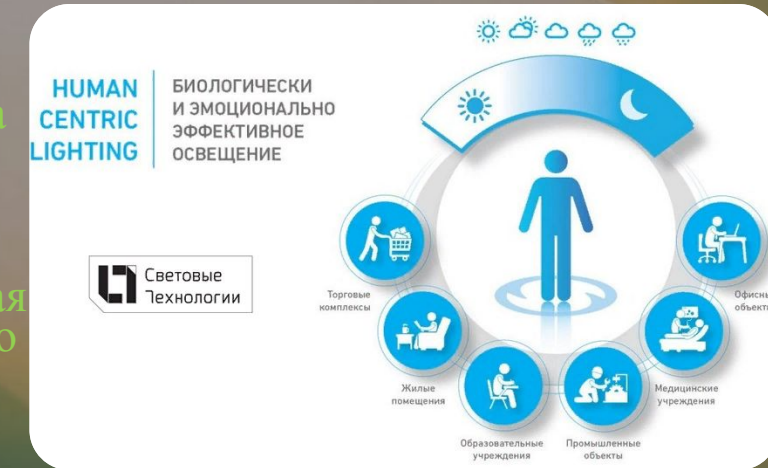 HUMAN
CENTRIC
LIGHTING
БИОЛОГИЧЕСКИ
И ЭМОЦИОНАЛЬНО
ЭФФЕКТИВНОЕ
ОСВЕЩЕНИЕ
Световые
Технологии
Торговые
комплексы
Жилые
помещения
Образовательные
учреждения
Промышленные
объекты
Медицинские
учреждения